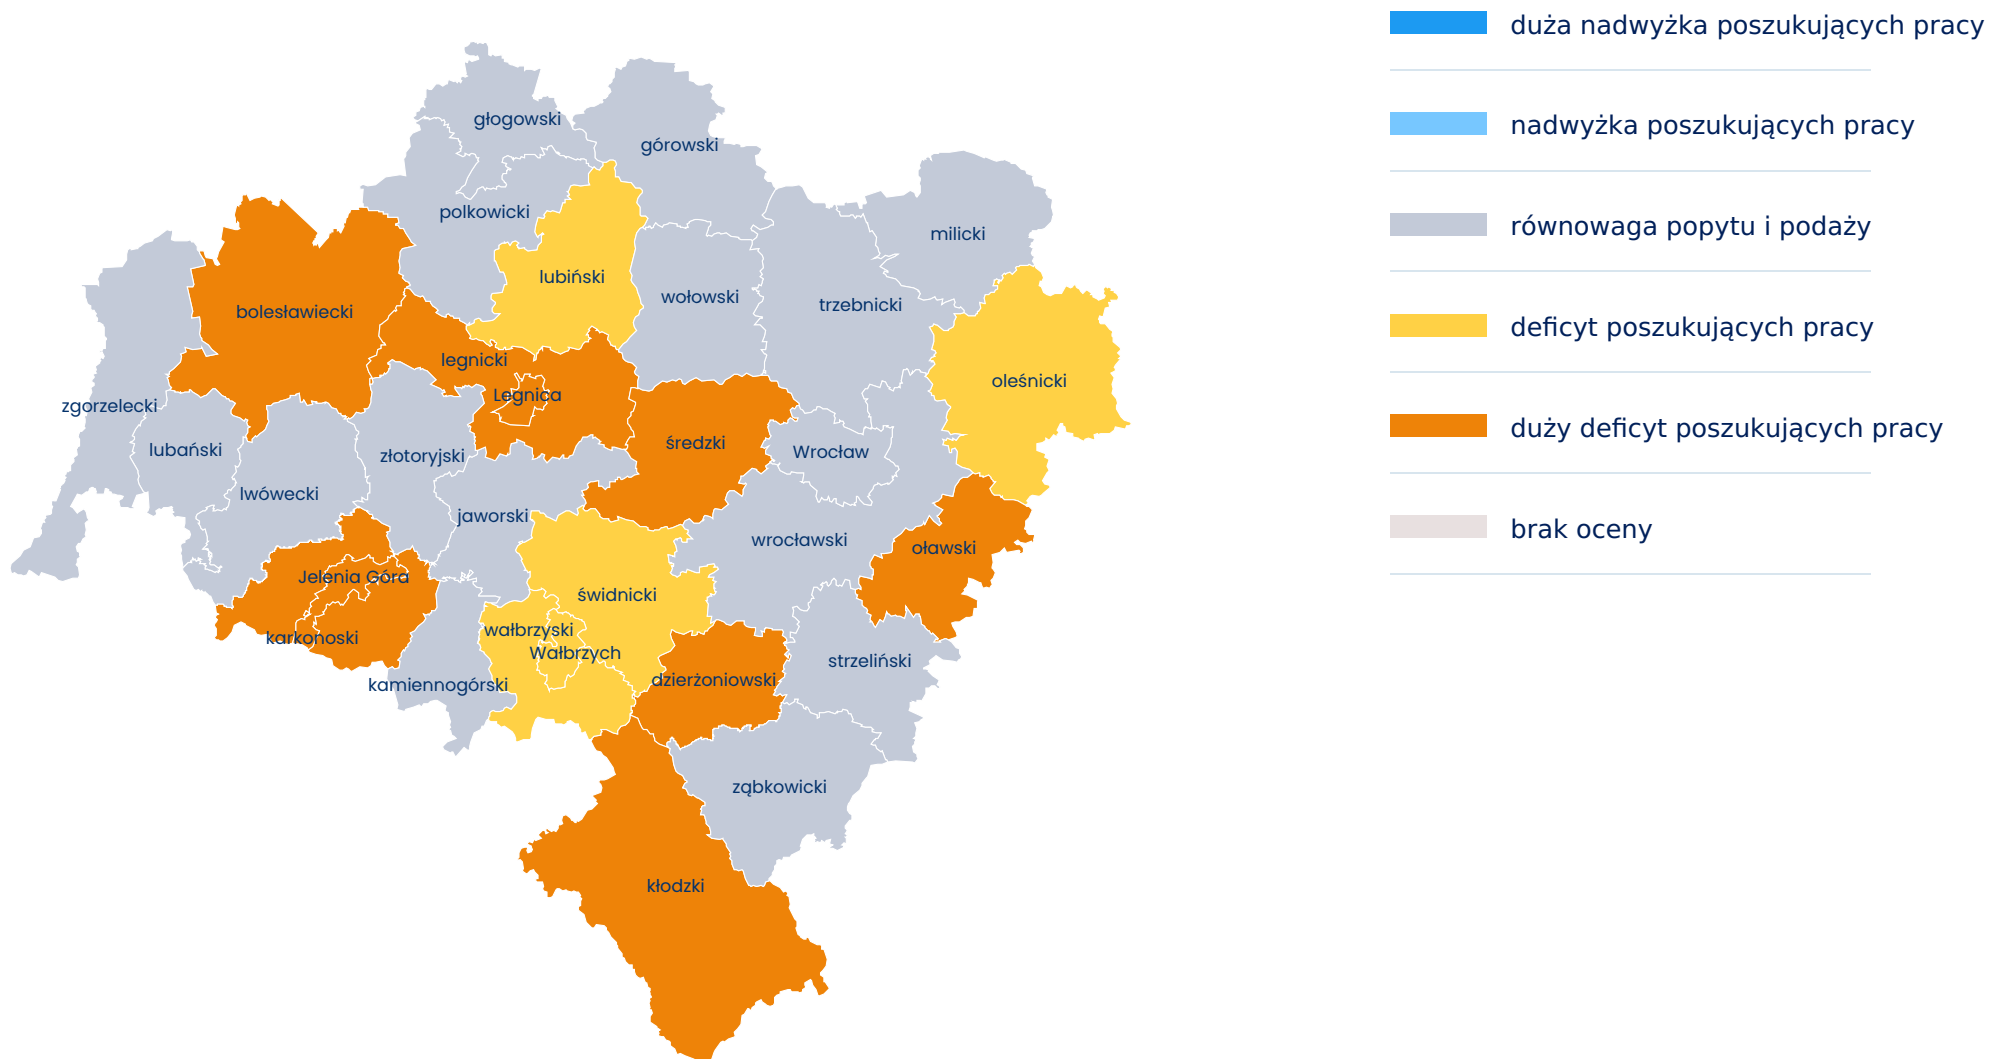 duża nadwyżka poszukujących pracy
nadwyżka poszukujących pracy
równowaga popytu i podaży
deficyt poszukujących pracy
duży deficyt poszukujących pracy
brak oceny
głogowski
górowski
polkowicki
milicki
lubiński
wołowski
trzebnicki
bolesławiecki
legnicki
oleśnicki
Legnica
zgorzelecki
średzki
lubański
złotoryjski
Wrocław
lwówecki
jaworski
wrocławski
oławski
Jelenia Góra
świdnicki
karkonoski
wałbrzyski
Wałbrzych
strzeliński
kamiennogórski
dzierżoniowski
ząbkowicki
kłodzki